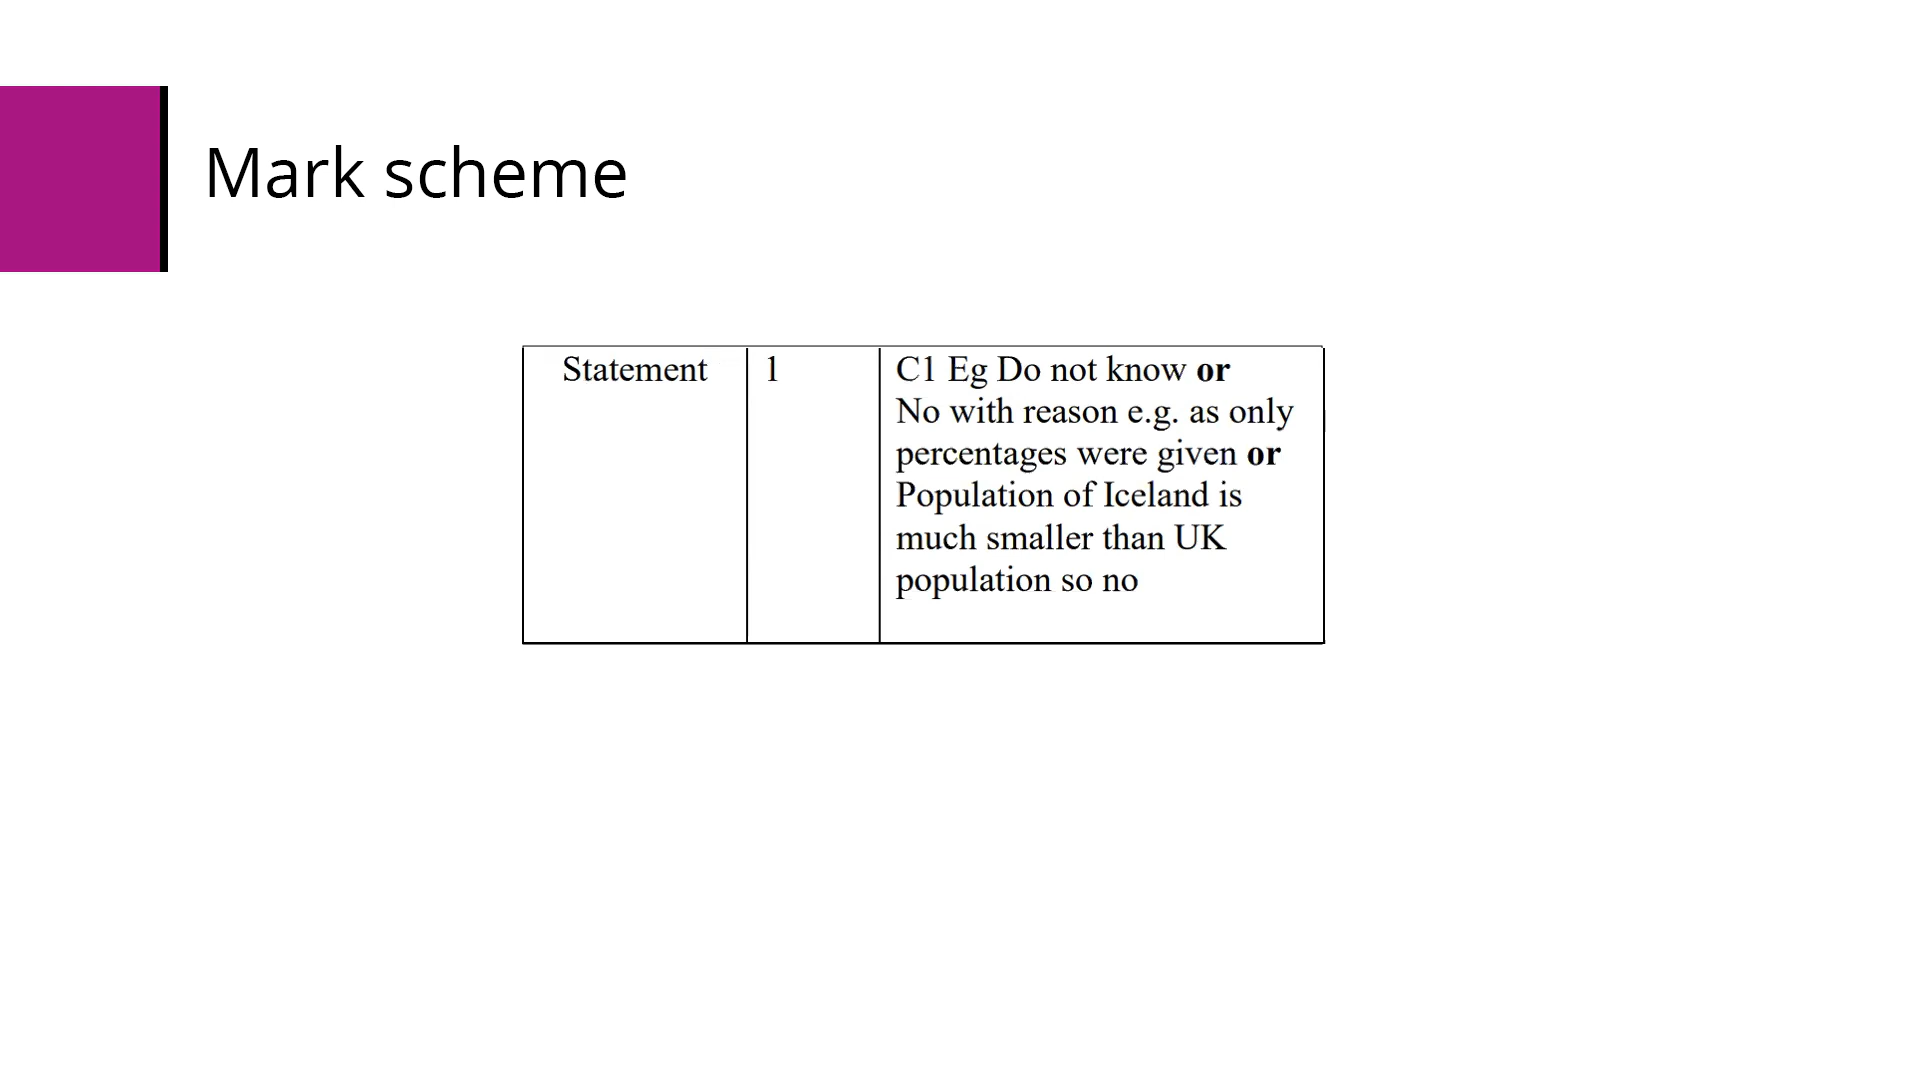 Mark scheme
Statement
1
C1 Eg Do not know or
No with reason e.g. as only
percentages were given or
Population of Iceland is
much smaller than UK
population so no